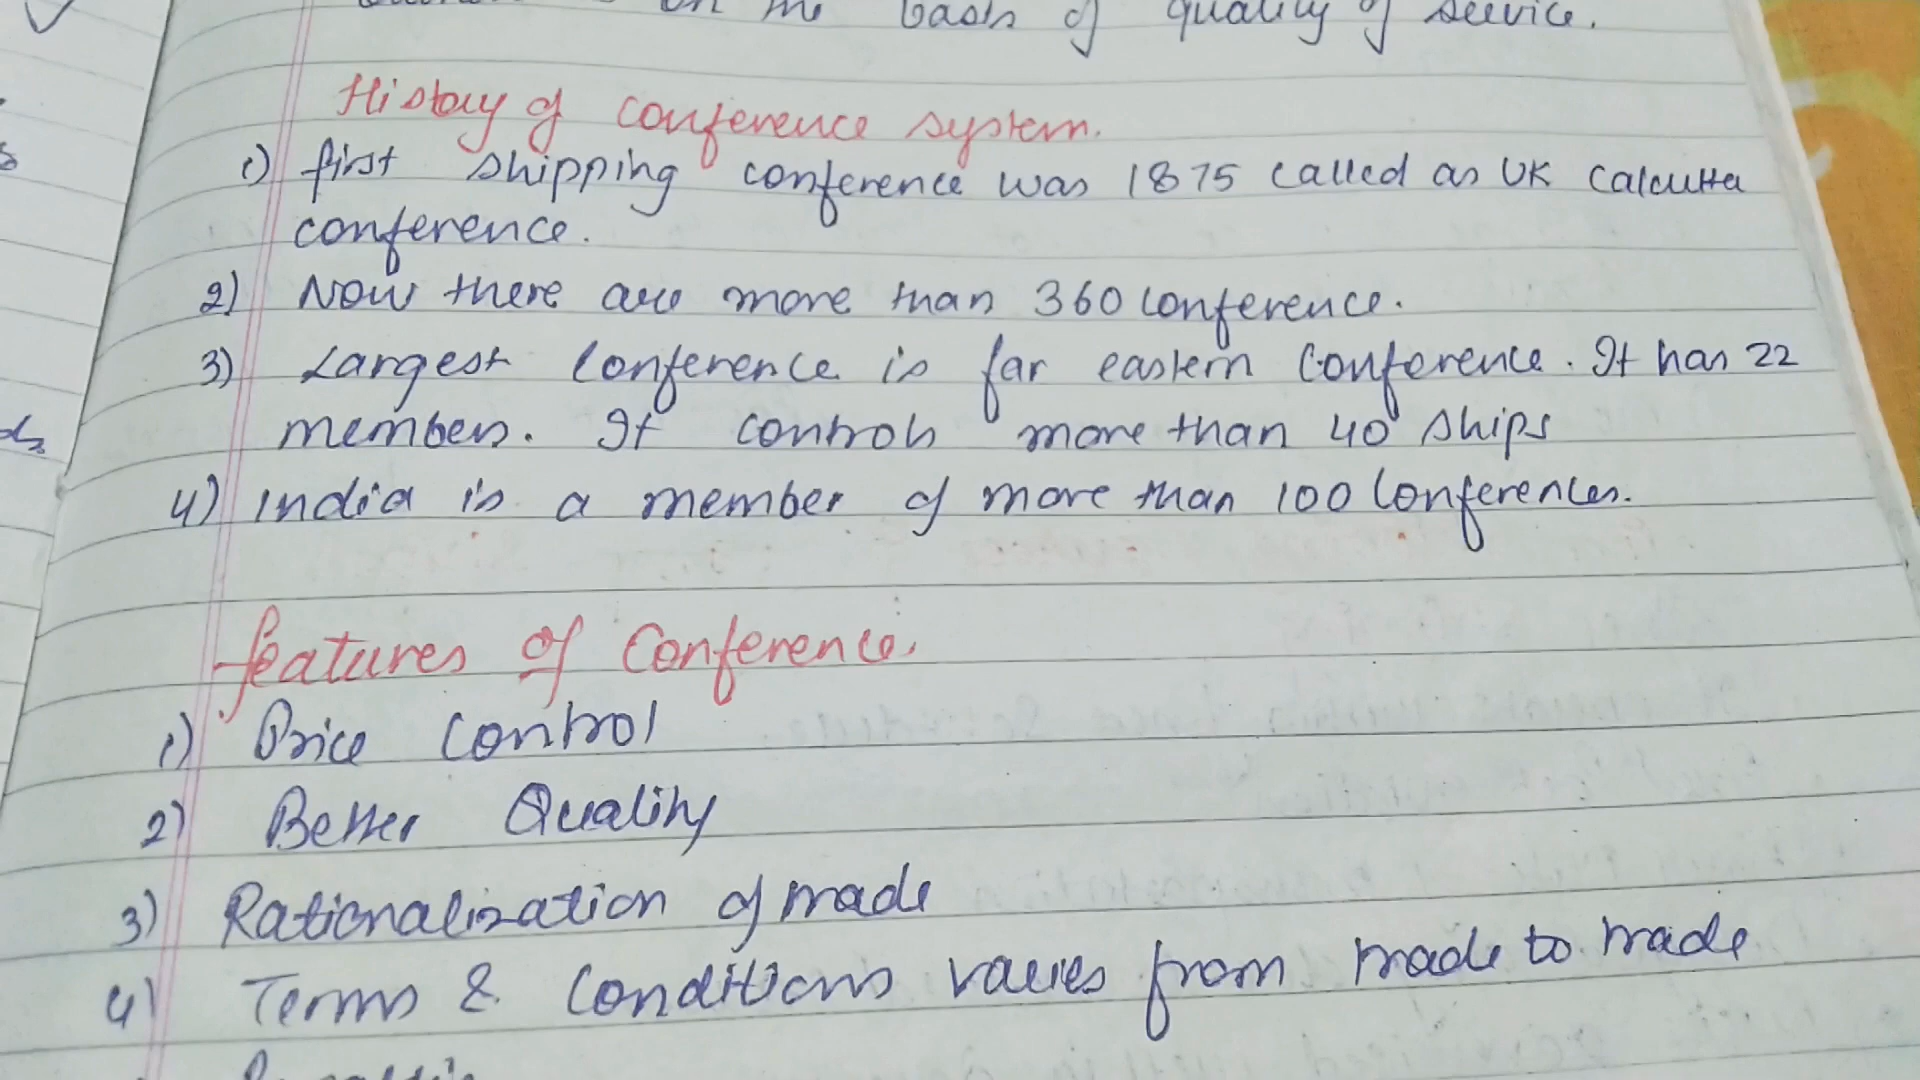 on the basis of quality of service.
History of conference system.
1) first shipping conference was 1875 called as UK Calcutta
conference.
2) Now there are more than 360 conference.
3) Largest conference is far eastern conference. It has 22
members. It controls more than 40 ships
4) India is a member of more than 100 conferences.
features of Conference.
1) Price control
2) Better Quality
3) Rationalization of trade
4) Terms & conditions varies from trade to trade